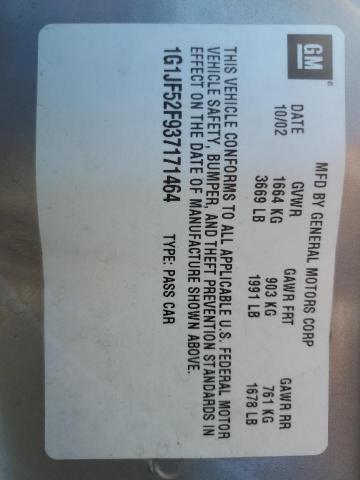 GM
MFD BY GENERAL MOTORS CORP
DATE GVWR GAWR FRT GAWR RR
10/02 1664 KG 903 KG 761 KG
3669 LB 1991 LB 1678 LB
THIS VEHICLE CONFORMS TO ALL APPLICABLE U.S. FEDERAL MOTOR
VEHICLE SAFETY, BUMPER, AND THEFT PREVENTION STANDARDS IN
EFFECT ON THE DATE OF MANUFACTURE SHOWN ABOVE.
1G1JF52F937171464 TYPE: PASS CAR